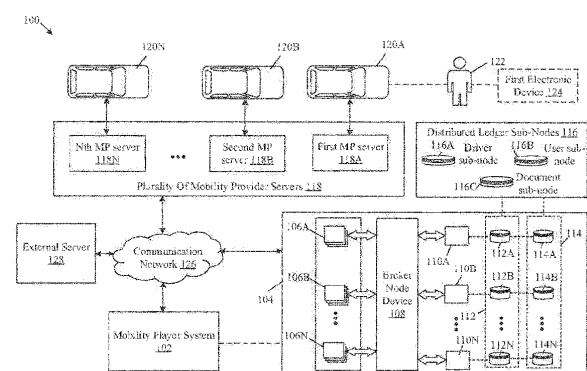 100
120N
120B
120A
122
First Electronic
Device 124
Nth MP server
118N
Second MP
server 118B
First MP server
118A
Plurality Of Mobility Provider Servers 118
Distributed Ledger Sub-Nodes 116
116A
Driver
sub-node
116B
User sub-
node
116C
Document
sub-node
External Server
128
Communication
Network 126
Mobility Player System
102
104
106A
106B
106N
Broker
Node
Device
108
110A
110B
110N
112A
112B
112
112N
114A
114B
114
114N